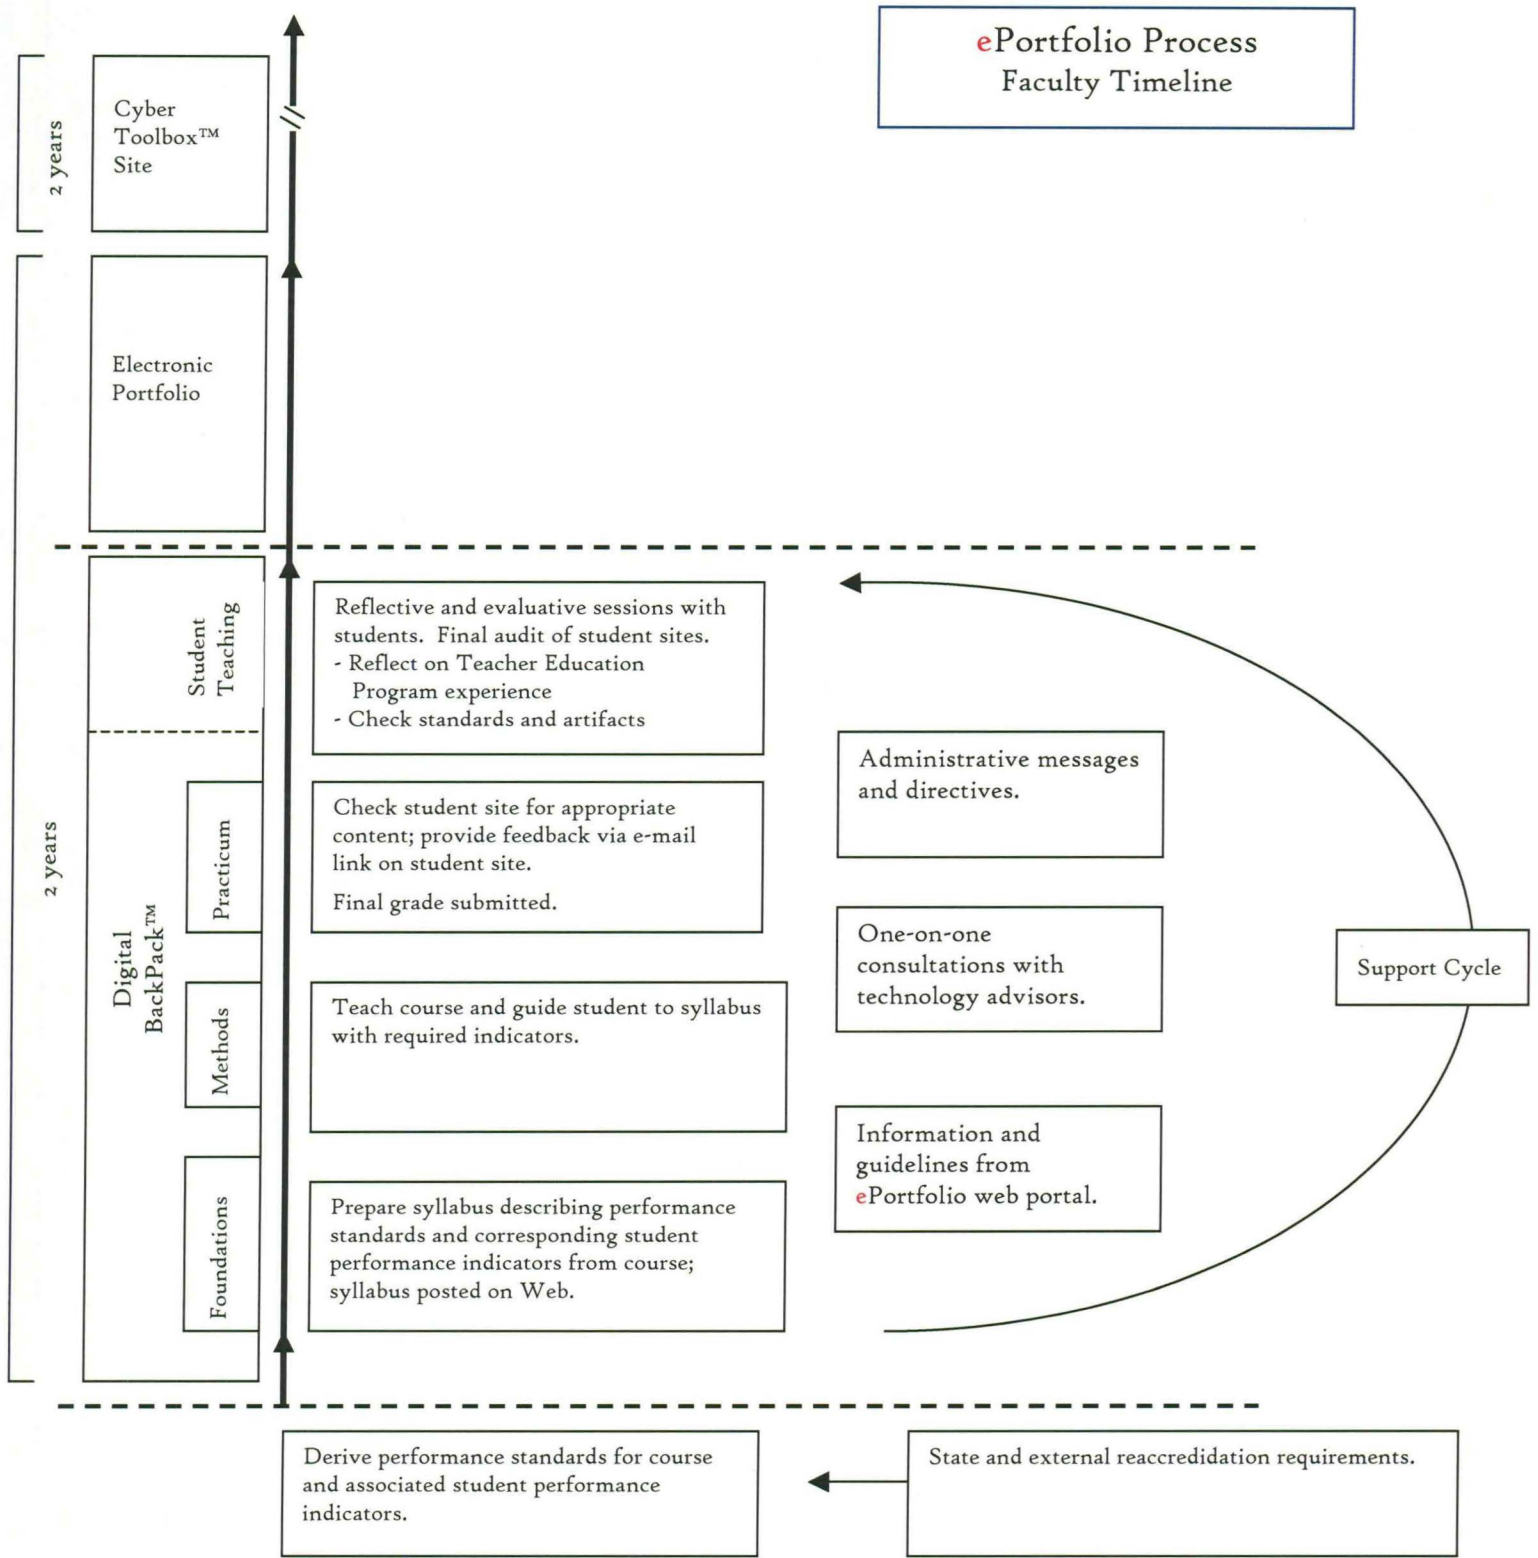 ePortfolio Process
Faculty Timeline
2 years
Cyber
Toolbox™
Site
Electronic
Portfolio
2 years
Digital
BackPack™
Student
Teaching
Reflective and evaluative sessions with
students. Final audit of student sites.
- Reflect on Teacher Education
Program experience
- Check standards and artifacts
Practicum
Check student site for appropriate
content; provide feedback via e-mail
link on student site.
Final grade submitted.
Methods
Teach course and guide student to syllabus
with required indicators.
Foundations
Prepare syllabus describing performance
standards and corresponding student
performance indicators from course;
syllabus posted on Web.
Administrative messages
and directives.
One-on-one
consultations with
technology advisors.
Information and
guidelines from
ePortfolio web portal.
Support Cycle
Derive performance standards for course
and associated student performance
indicators.
State and external reaccredidation requirements.